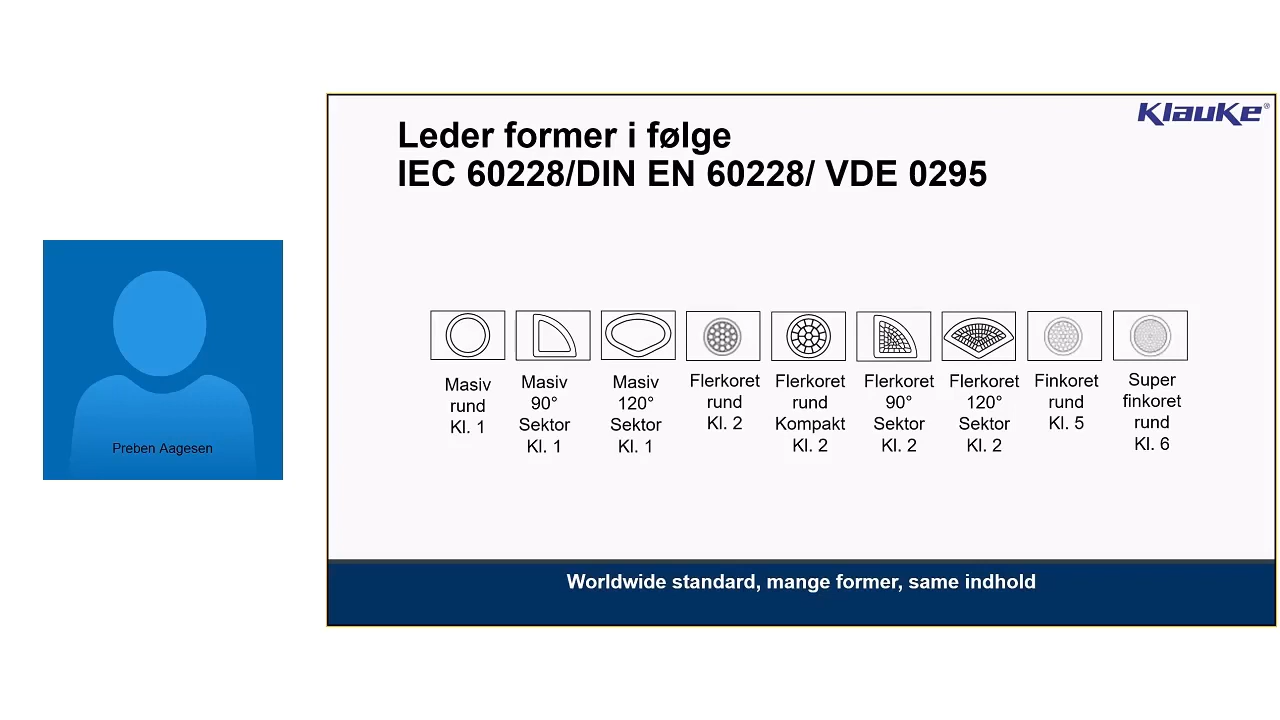 Klauke®
Leder former i følge
IEC 60228/DIN EN 60228/ VDE 0295
Masiv
rund
Kl. 1
Masiv
90°
Sektor
Kl. 1
Masiv
120°
Sektor
Kl. 1
Flerkoret
rund
Kl. 2
Flerkoret
rund
Kompakt
Kl. 2
Flerkoret
90°
Sektor
Kl. 2
Flerkoret
120°
Sektor
Kl. 2
Finkoret
rund
Kl. 5
Super
finkoret
rund
Kl. 6
Preben Aagesen
Worldwide standard, mange former, same indhold